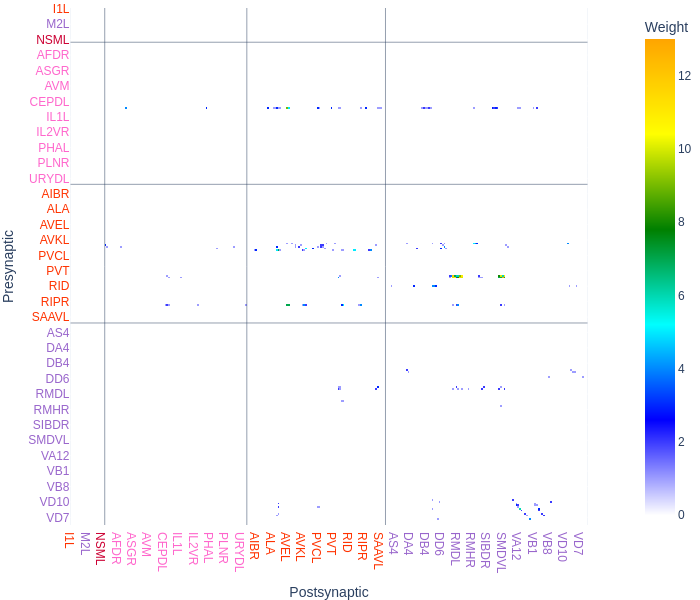 Weight
12
10
8
6
4
2
0
Presynaptic
I1L
M2L
NSML
AFDR
ASGR
AVM
CEPDL
IL1L
IL2VR
PHAL
PLNR
URYDL
AIBR
ALA
AVEL
AVKL
PVCL
PVT
RID
RIPR
SAAVL
AS4
DA4
DB4
DD6
RMDL
RMHR
SIBDR
SMDVL
VA12
VB1
VB8
VD10
VD7
I1L M2L NSML AFDR ASGR AVM CEPDL IL1L IL2VR PHAL PLNR URYDL AIBR ALA AVEL AVKL PVCL PVT RID RIPR SAAVL AS4 DA4 DB4 DD6 RMDL RMHR SIBDR SMDVL VA12 VB1 VB8 VD10 VD7
Postsynaptic